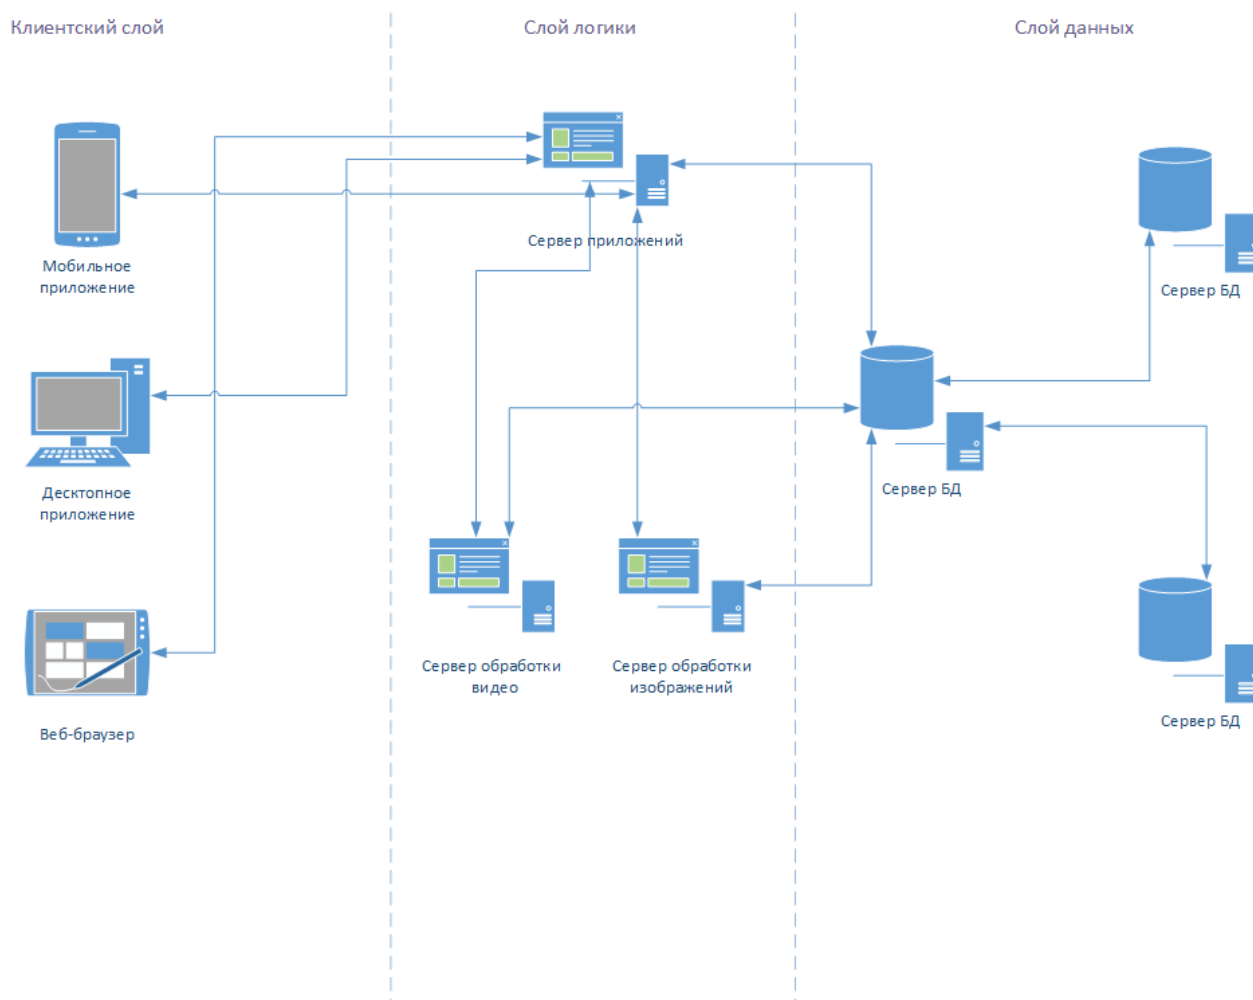 Клиентский слой
Слой логики
Слой данных
Сервер приложений
Мобильное
приложение
Сервер БД
Сервер БД
Десктопное
приложение
Сервер обработки
видео
Сервер обработки
изображений
Сервер БД
Веб-браузер